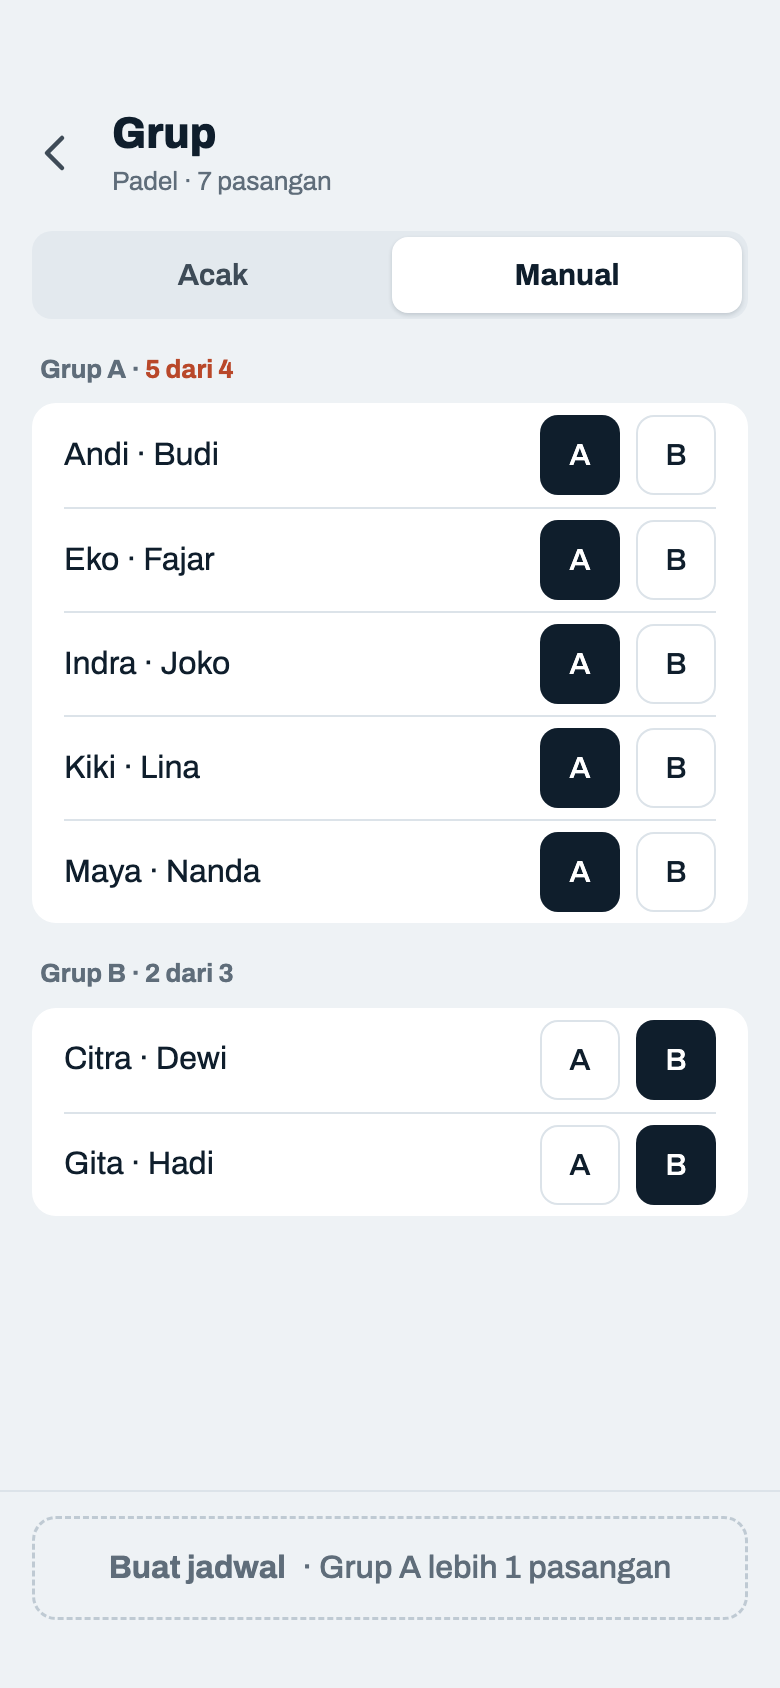 Grup
Padel · 7 pasangan
Acak Manual
Grup A · 5 dari 4
Andi · Budi A B
Eko · Fajar A B
Indra · Joko A B
Kiki · Lina A B
Maya · Nanda A B
Grup B · 2 dari 3
Citra · Dewi A B
Gita · Hadi A B
Buat jadwal · Grup A lebih 1 pasangan